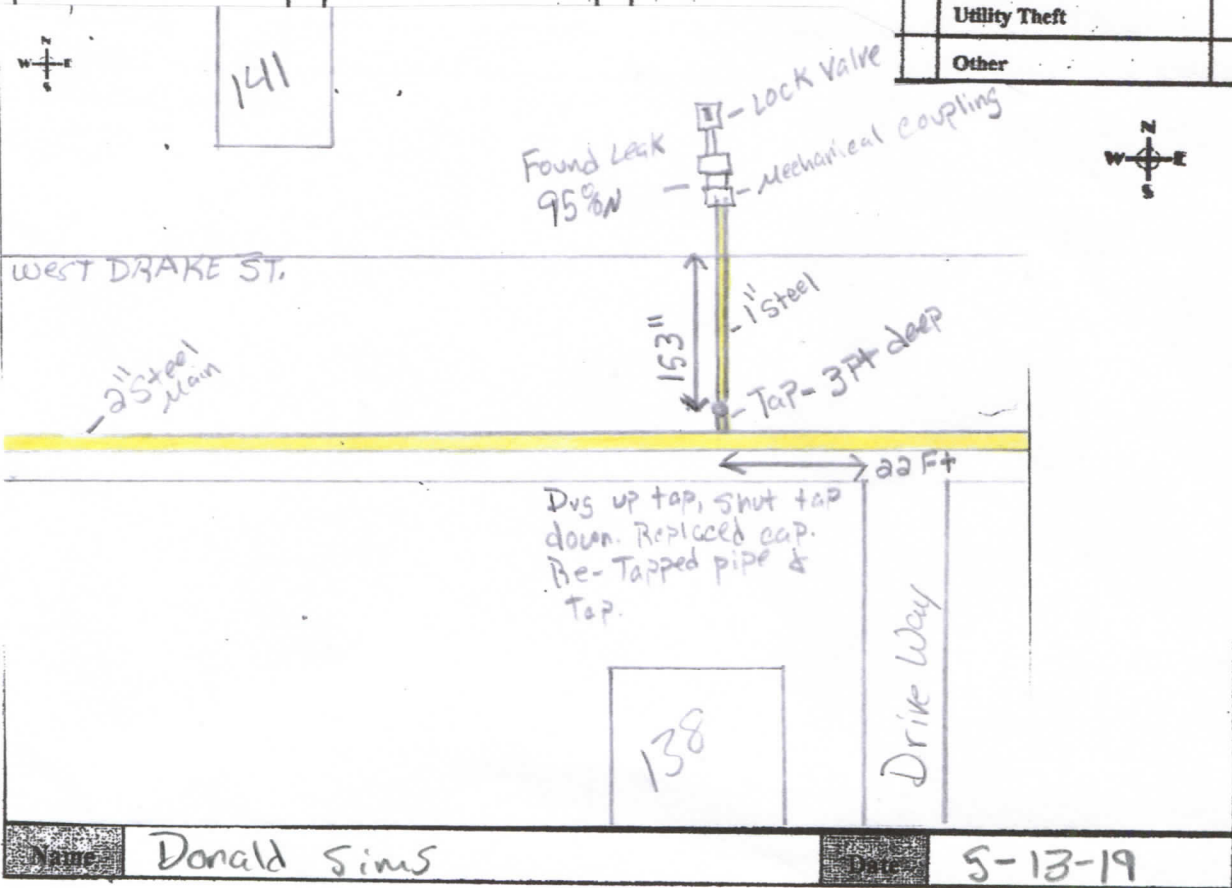 Utility Theft
Other
N
W E
S
141
Lock Valve
Mechanical Coupling
Found Leak
95%N
N
W E
S
West DRAKE ST.
153"
1" Steel
Tap - 3 Ft deep
2" Steel
Main
22 Ft
Dug up tap, shut tap
down. Replaced cap.
Re-Tapped pipe &
Tap.
138
Drive Way
Name Donald Sims Date 5-13-19